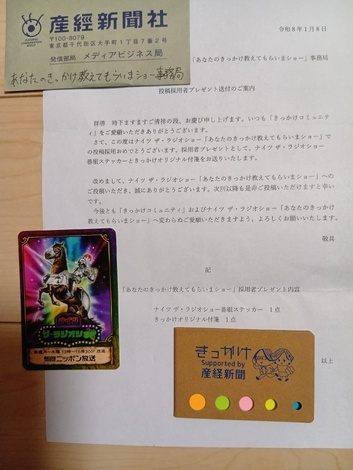 産經新聞社
〒100-8079
東京都千代田区大手町1丁目7番2号
発信部局 メディアビジネス局
あなたのきっかけ教えてもらいまショー事務局
令和8年1月8日
「あなたのきっかけ教えてもらいまショー」事務局
投稿採用者プレゼント送付のご案内
拝啓 時下ますますご清祥の段、お慶び申し上げます。いつも「きっかけコミュニティ
」をご愛顧いただきありがとうございます。
さて、この度はナイツ ザ・ラジオショー「あなたのきっかけ教えてもらいまショー」で
の投稿採用おめでとうございます。採用者プレゼントとして、ナイツ ザ・ラジオショー
番組ステッカーときっかけオリジナル付箋をお送りいたします。
改めまして、ナイツ ザ・ラジオショー「あなたのきっかけ教えてもらいまショー」への
ご投稿いただき、誠にありがとうございます。次回以降も是非ご投稿いただけますと幸い
です。
今後とも「きっかけコミュニティ」およびナイツ ザ・ラジオショー「あなたのきっかけ
教えてもらいまショー」へ変わらぬご愛顧いただきますよう、よろしくお願いいたします。
敬具
記
「あなたのきっかけ教えてもらいまショー」採用者プレゼント内容
ナイツ ザ・ラジオショー番組ステッカー 1点
きっかけオリジナル付箋 1点
以上
ザ・ラジオショー
ニッポン放送
きっかけ
Supported by
産経新聞